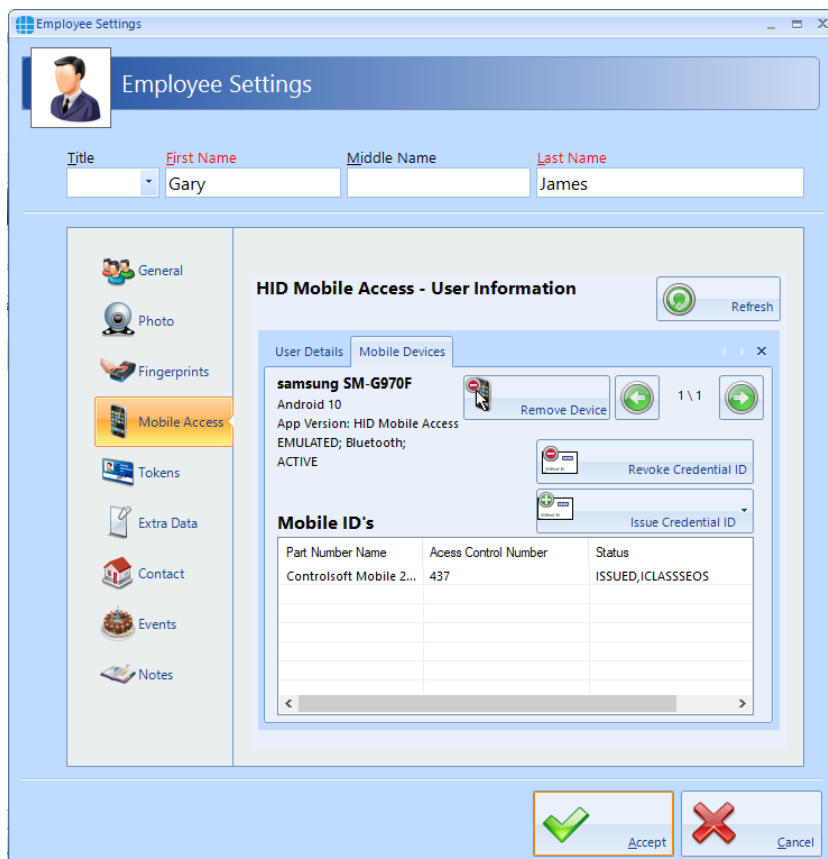 Employee Settings
Employee Settings
Title
First Name
Middle Name
Last Name
Gary
James
General
Photo
Fingerprints
Mobile Access
Tokens
Extra Data
Contact
Events
Notes
HID Mobile Access - User Information
Refresh
User Details
Mobile Devices
samsung SM-G970F
Android 10
App Version: HID Mobile Access
EMULATED; Bluetooth;
ACTIVE
Remove Device
1 \ 1
Revoke Credential ID
Issue Credential ID
Mobile ID's
Part Number Name Acess Control Number Status
Controlsoft Mobile 2... 437 ISSUED,ICLASSSEOS
Accept
Cancel